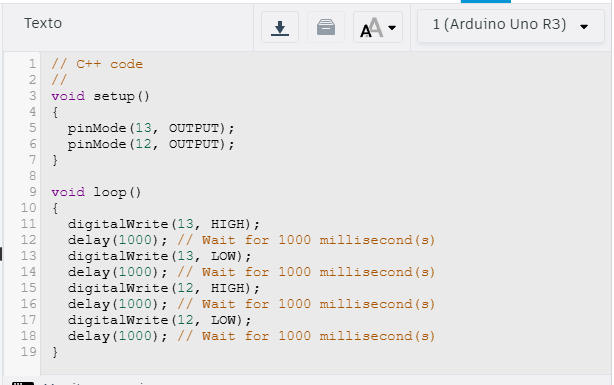 Texto
1 (Arduino Uno R3)
1 // C++ code
2 //
3 void setup()
4 {
5   pinMode(13, OUTPUT);
6   pinMode(12, OUTPUT);
7 }
8
9 void loop()
10 {
11   digitalWrite(13, HIGH);
12   delay(1000); // Wait for 1000 millisecond(s)
13   digitalWrite(13, LOW);
14   delay(1000); // Wait for 1000 millisecond(s)
15   digitalWrite(12, HIGH);
16   delay(1000); // Wait for 1000 millisecond(s)
17   digitalWrite(12, LOW);
18   delay(1000); // Wait for 1000 millisecond(s)
19 }